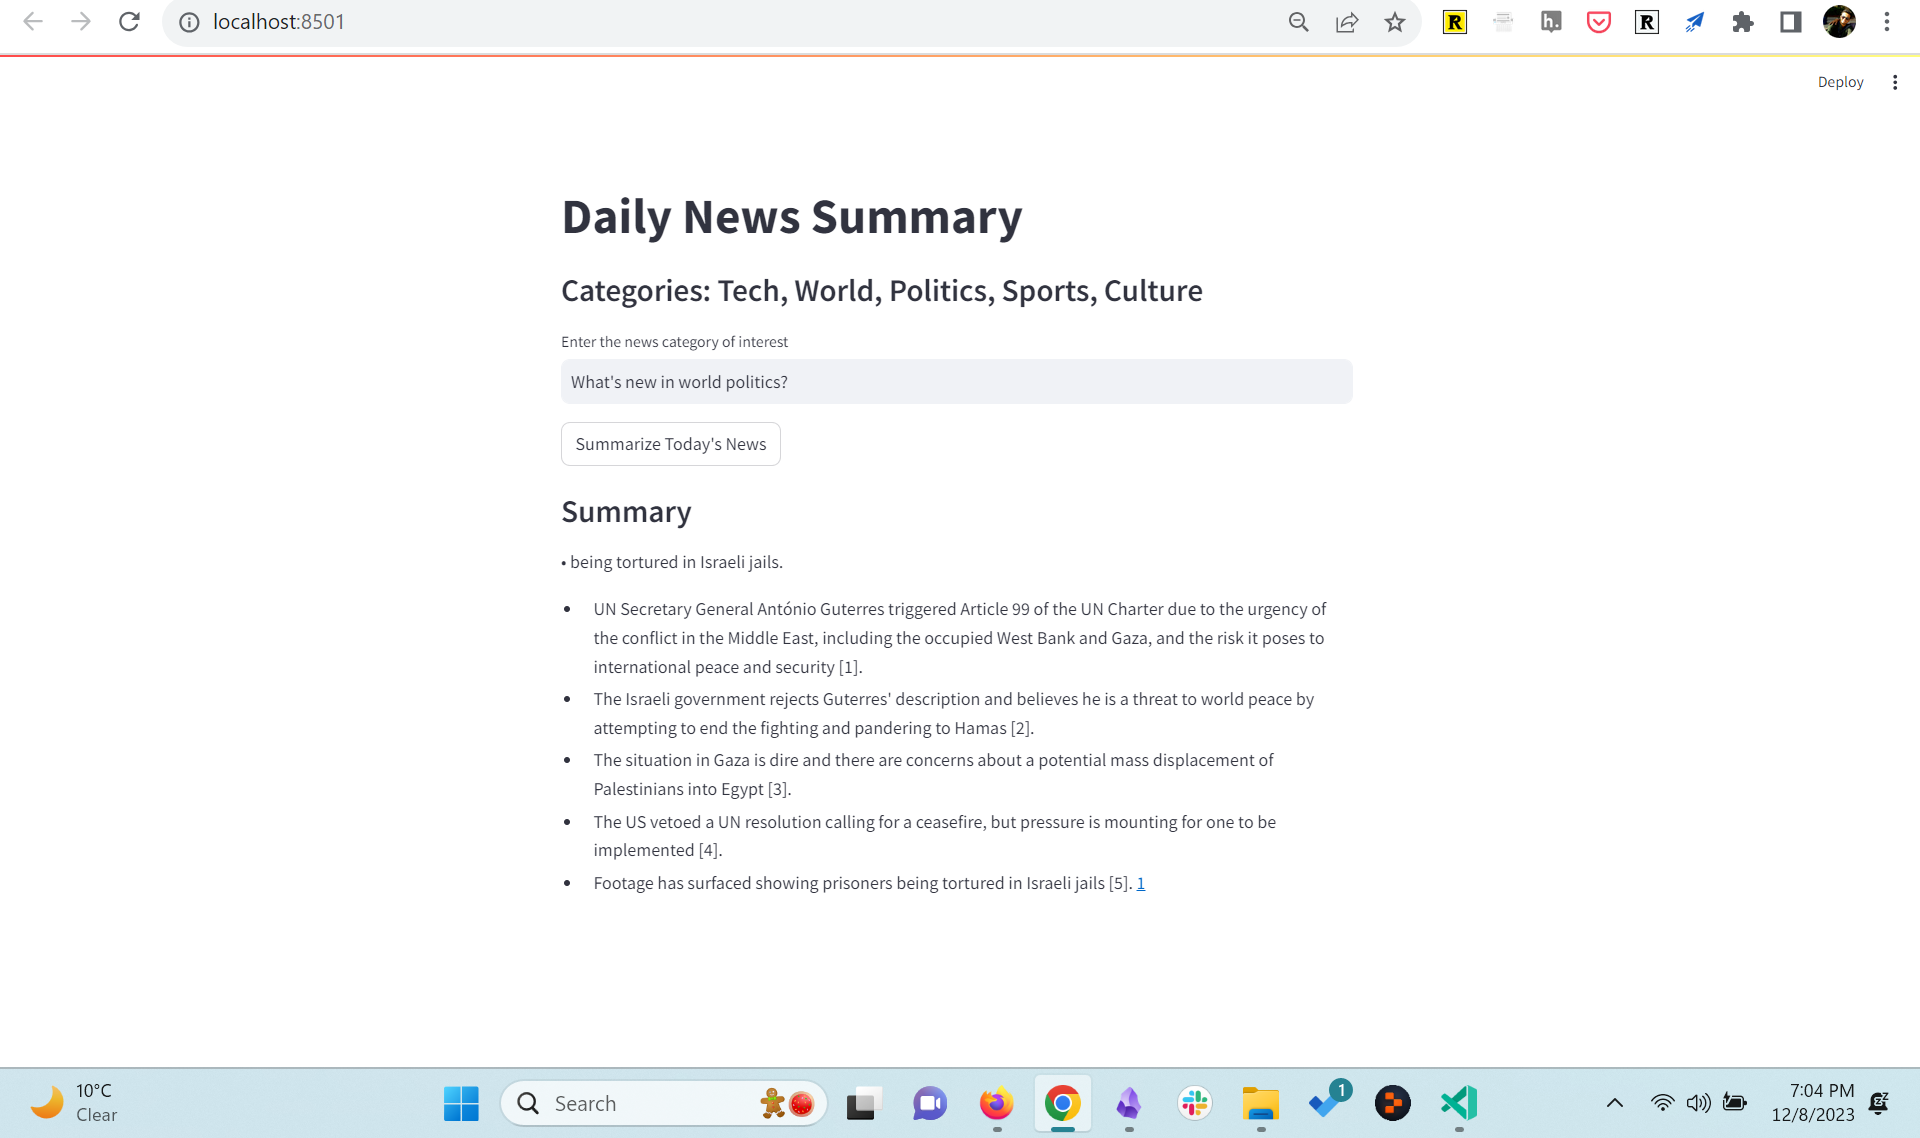 localhost:8501
R
h.
R
Deploy
Daily News Summary
Categories: Tech, World, Politics, Sports, Culture
Enter the news category of interest
What's new in world politics?
Summarize Today's News
Summary
• being tortured in Israeli jails.
• UN Secretary General António Guterres triggered Article 99 of the UN Charter due to the urgency of
the conflict in the Middle East, including the occupied West Bank and Gaza, and the risk it poses to
international peace and security [1].
• The Israeli government rejects Guterres' description and believes he is a threat to world peace by
attempting to end the fighting and pandering to Hamas [2].
• The situation in Gaza is dire and there are concerns about a potential mass displacement of
Palestinians into Egypt [3].
• The US vetoed a UN resolution calling for a ceasefire, but pressure is mounting for one to be
implemented [4].
• Footage has surfaced showing prisoners being tortured in Israeli jails [5]. 1
10°C
Clear
Search
1
7:04 PM
12/8/2023